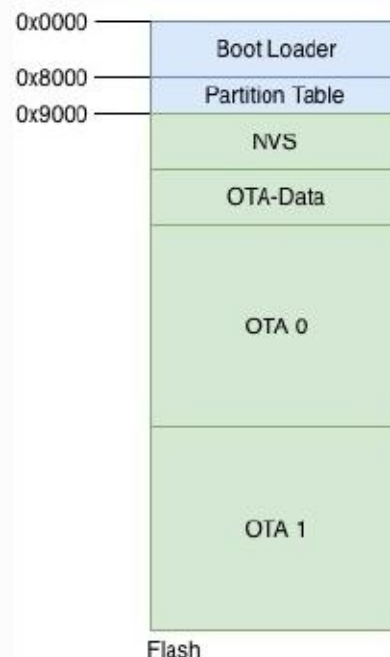 0x0000
Boot Loader
0x8000
Partition Table
0x9000
NVS
OTA-Data
OTA 0
OTA 1
Flash